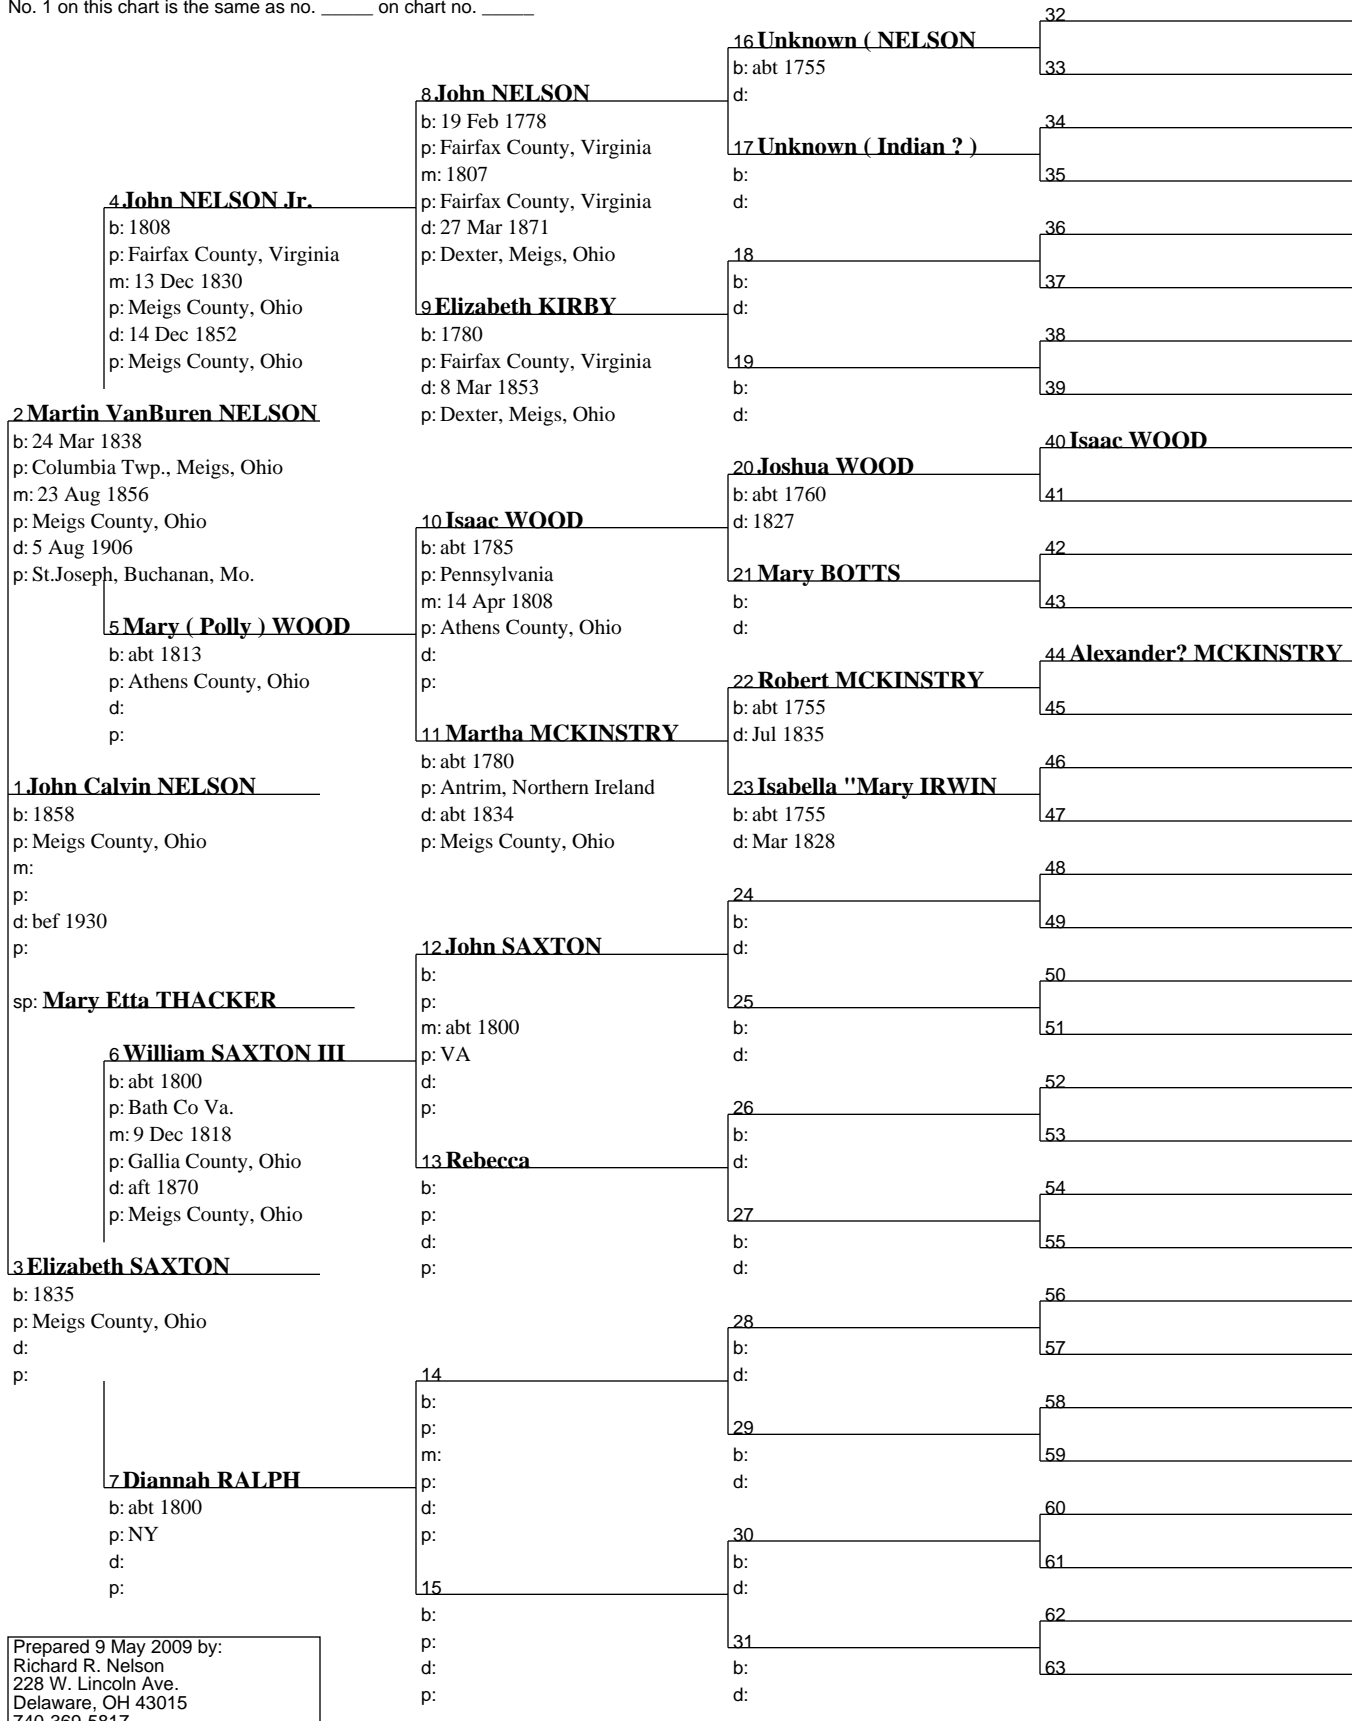 No. 1 on this chart is the same as no. _____ on chart no. _____
2 Martin VanBuren NELSON
b: 24 Mar 1838
p: Columbia Twp., Meigs, Ohio
m: 23 Aug 1856
p: Meigs County, Ohio
d: 5 Aug 1906
p: St.Joseph, Buchanan, Mo.
1 John Calvin NELSON
b: 1858
p: Meigs County, Ohio
m:
p:
d: bef 1930
p:
sp: Mary Etta THACKER
3 Elizabeth SAXTON
b: 1835
p: Meigs County, Ohio
d:
p:
4 John NELSON Jr.
b: 1808
p: Fairfax County, Virginia
m: 13 Dec 1830
p: Meigs County, Ohio
d: 14 Dec 1852
p: Meigs County, Ohio
5 Mary ( Polly ) WOOD
b: abt 1813
p: Athens County, Ohio
d:
p:
6 William SAXTON III
b: abt 1800
p: Bath Co Va.
m: 9 Dec 1818
p: Gallia County, Ohio
d: aft 1870
p: Meigs County, Ohio
7 Diannah RALPH
b: abt 1800
p: NY
d:
p:
8 John NELSON
b: 19 Feb 1778
p: Fairfax County, Virginia
m: 1807
p: Fairfax County, Virginia
d: 27 Mar 1871
p: Dexter, Meigs, Ohio
9 Elizabeth KIRBY
b: 1780
p: Fairfax County, Virginia
d: 8 Mar 1853
p: Dexter, Meigs, Ohio
10 Isaac WOOD
b: abt 1785
p: Pennsylvania
m: 14 Apr 1808
p: Athens County, Ohio
d:
p:
11 Martha MCKINSTRY
b: abt 1780
p: Antrim, Northern Ireland
d: abt 1834
p: Meigs County, Ohio
12 John SAXTON
b:
p:
m: abt 1800
p: VA
d:
p:
13 Rebecca
b:
p:
d:
p:
14
b:
p:
m:
p:
d:
p:
15
b:
p:
d:
p:
16 Unknown ( NELSON
b: abt 1755
d:
17 Unknown ( Indian ? )
b:
d:
18
b:
d:
19
b:
d:
20 Joshua WOOD
b: abt 1760
d: 1827
21 Mary BOTTS
b:
d:
22 Robert MCKINSTRY
b: abt 1755
d: Jul 1835
23 Isabella "Mary IRWIN
b: abt 1755
d: Mar 1828
24
b:
d:
25
b:
d:
26
b:
d:
27
b:
d:
28
b:
d:
29
b:
d:
30
b:
d:
31
b:
d:
32
33
34
35
36
37
38
39
40 Isaac WOOD
41
42
43
44 Alexander? MCKINSTRY
45
46
47
48
49
50
51
52
53
54
55
56
57
58
59
60
61
62
63
Prepared 9 May 2009 by:
Richard R. Nelson
228 W. Lincoln Ave.
Delaware, OH 43015
740-369-5817